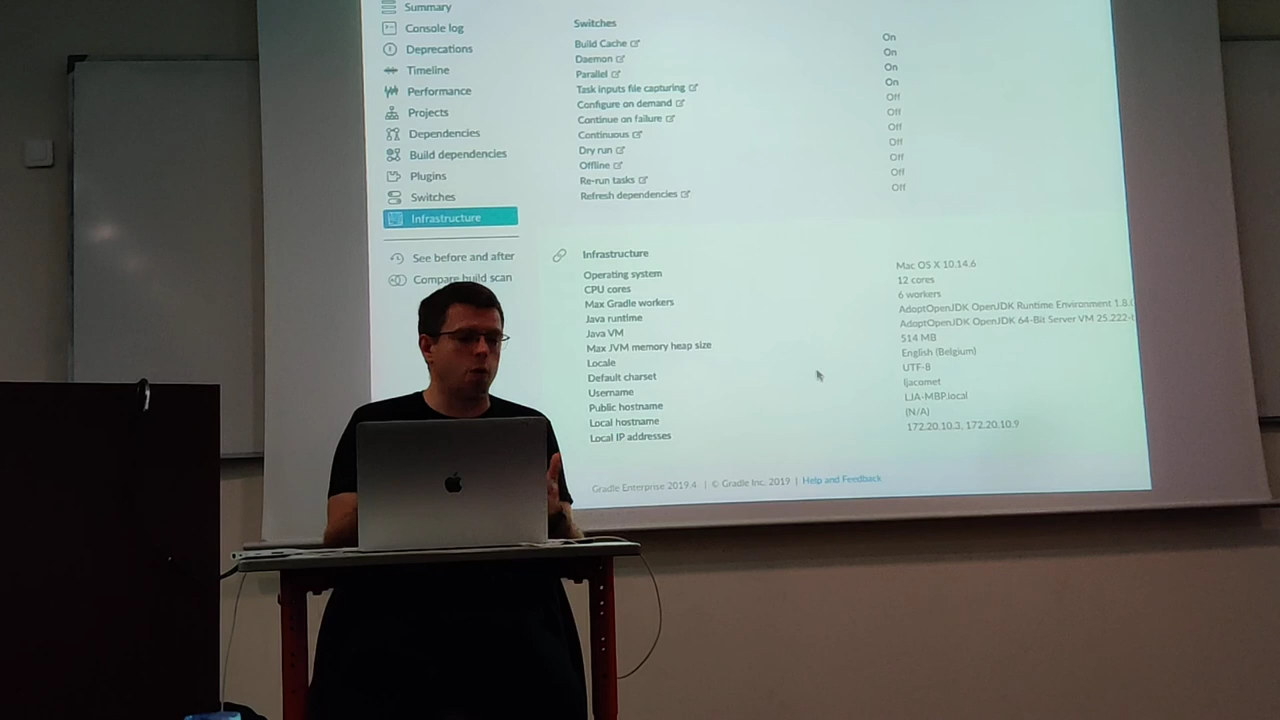 Summary
Console log
Deprecations
Timeline
Performance
Projects
Dependencies
Build dependencies
Plugins
Switches
Infrastructure
See before and after
Compare build scan
Switches
Build Cache On
Daemon On
Parallel On
Task inputs file capturing On
Configure on demand Off
Continue on failure Off
Continuous Off
Dry run Off
Offline Off
Re-run tasks Off
Refresh dependencies Off
Infrastructure
Operating system Mac OS X 10.14.6
CPU cores 12 cores
Max Gradle workers 6 workers
Java runtime AdoptOpenJDK OpenJDK Runtime Environment 1.8.
Java VM AdoptOpenJDK OpenJDK 64-Bit Server VM 25.222-
Max JVM memory heap size 514 MB
Locale English (Belgium)
Default charset UTF-8
Username ljacomet
Public hostname LJA-MBP.local
Local hostname (N/A)
Local IP addresses 172.20.10.3, 172.20.10.9
Gradle Enterprise 2019.4 | © Gradle Inc. 2019 | Help and Feedback